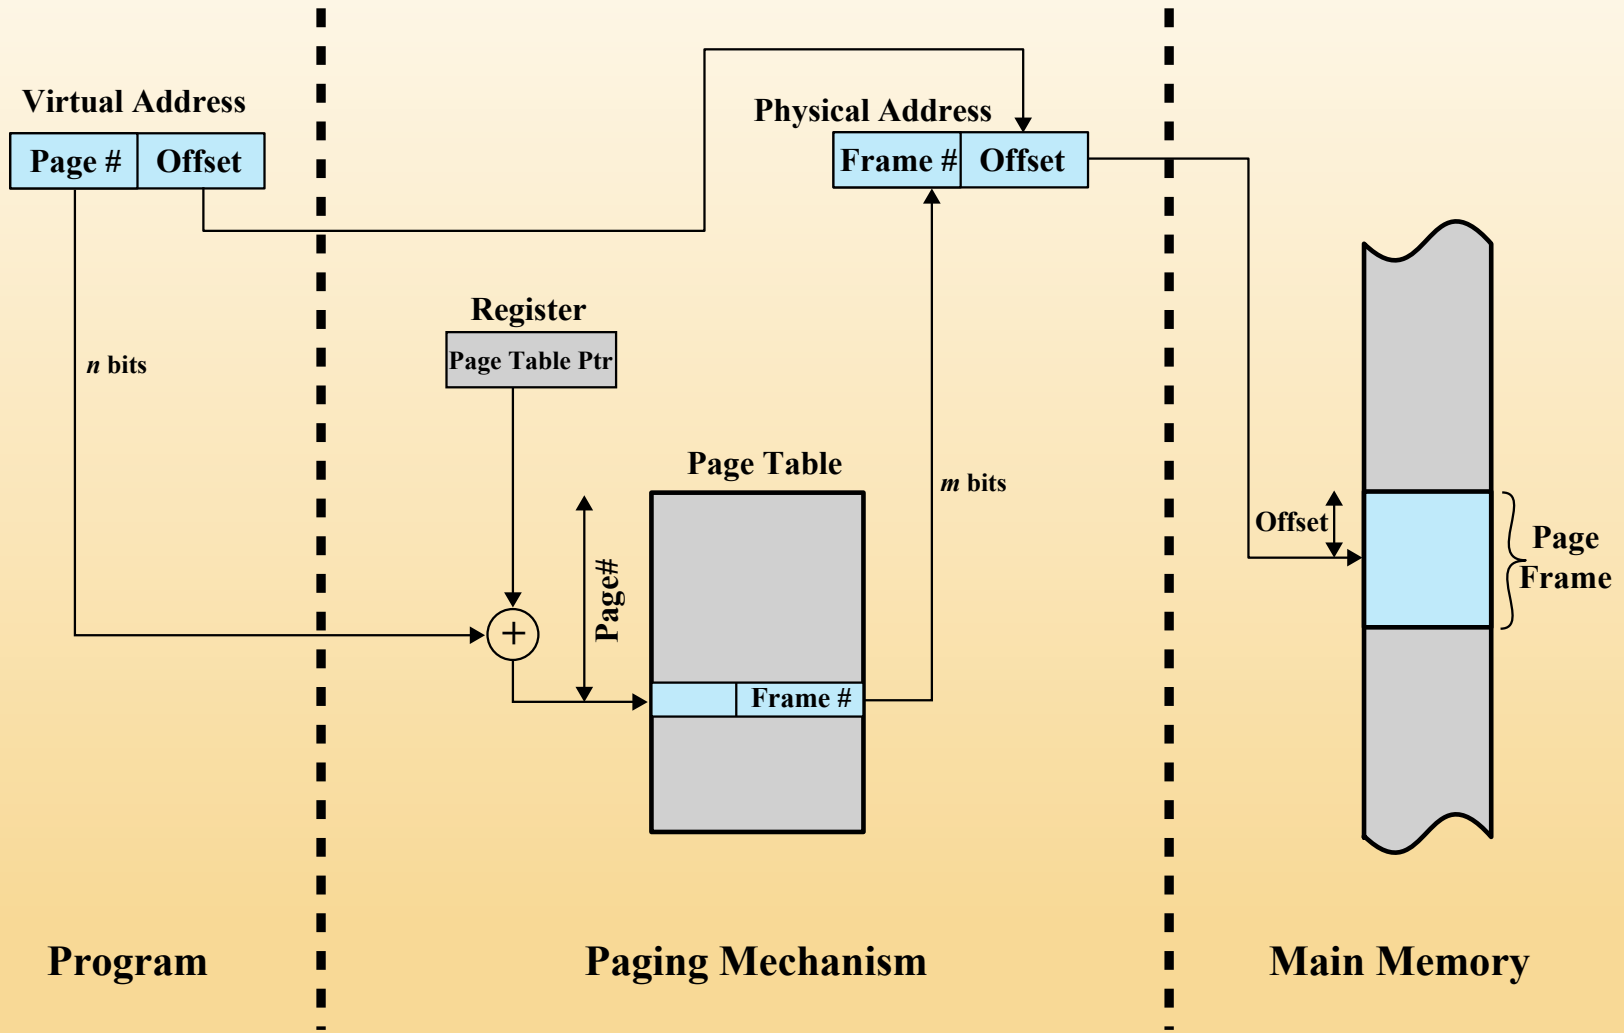 Virtual Address
Page #
Offset
Physical Address
Frame #
Offset
n bits
Register
Page Table Ptr
+
Page Table
Page#
Frame #
m bits
Offset
Page
Frame
Program
Paging Mechanism
Main Memory